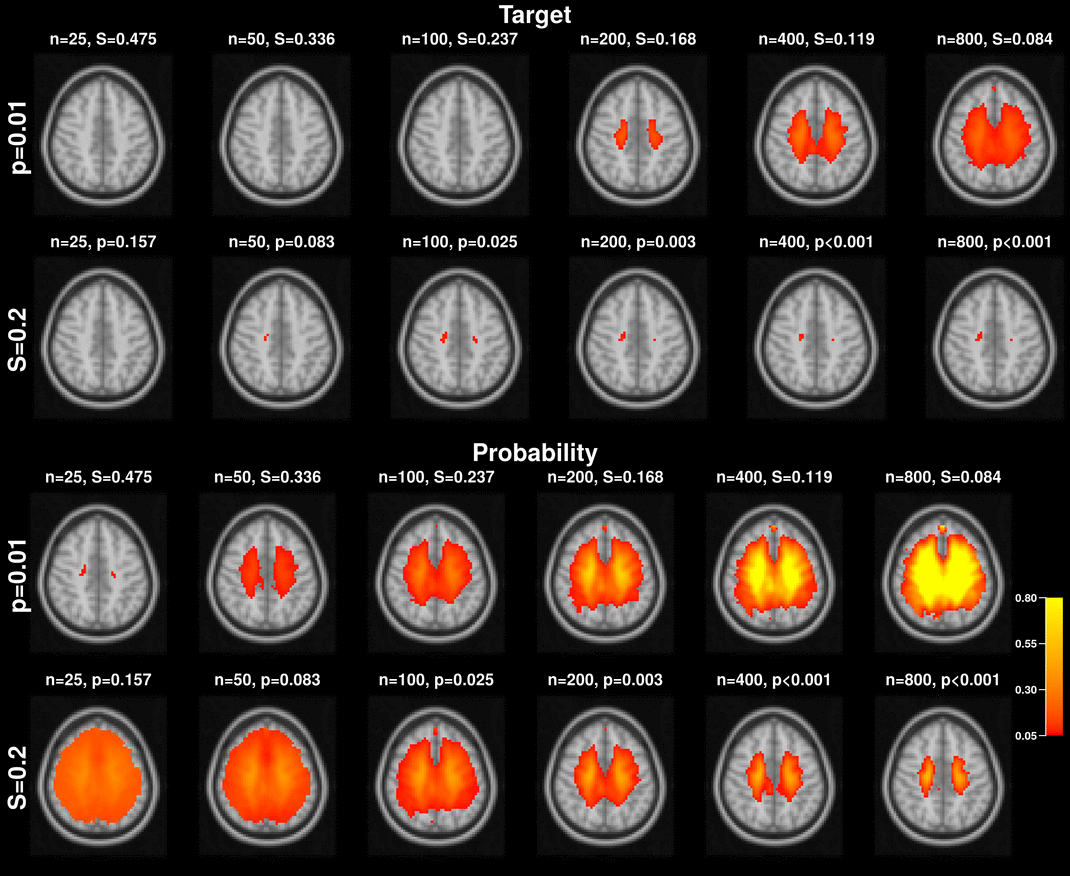 Target
n=25, S=0.475 n=50, S=0.336 n=100, S=0.237 n=200, S=0.168 n=400, S=0.119 n=800, S=0.084
p=0.01
n=25, p=0.157 n=50, p=0.083 n=100, p=0.025 n=200, p=0.003 n=400, p<0.001 n=800, p<0.001
S=0.2
Probability
n=25, S=0.475 n=50, S=0.336 n=100, S=0.237 n=200, S=0.168 n=400, S=0.119 n=800, S=0.084
p=0.01
0.80
0.55
0.30
0.05
n=25, p=0.157 n=50, p=0.083 n=100, p=0.025 n=200, p=0.003 n=400, p<0.001 n=800, p<0.001
S=0.2